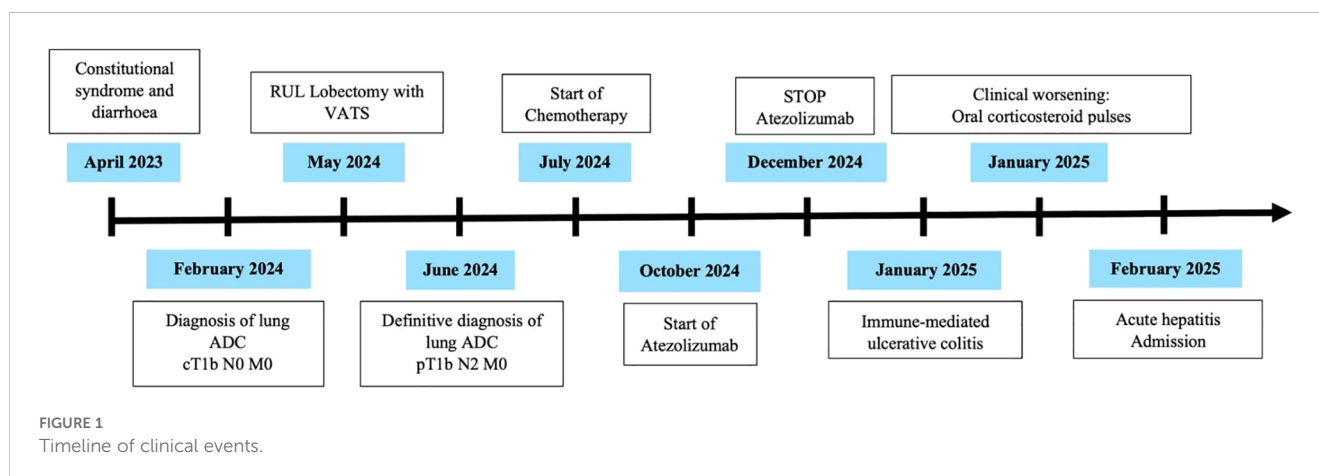 Constitutional
syndrome and
diarrhoea
April 2023
RUL Lobectomy with
VATS
May 2024
Start of
Chemotherapy
July 2024
STOP
Atezolizumab
December 2024
Clinical worsening:
Oral corticosteroid pulses
January 2025
February 2024
Diagnosis of lung
ADC
cT1b N0 M0
June 2024
Definitive diagnosis of
lung ADC
pT1b N2 M0
October 2024
Start of
Atezolizumab
January 2025
Immune-mediated
ulcerative colitis
February 2025
Acute hepatitis
Admission
FIGURE 1
Timeline of clinical events.